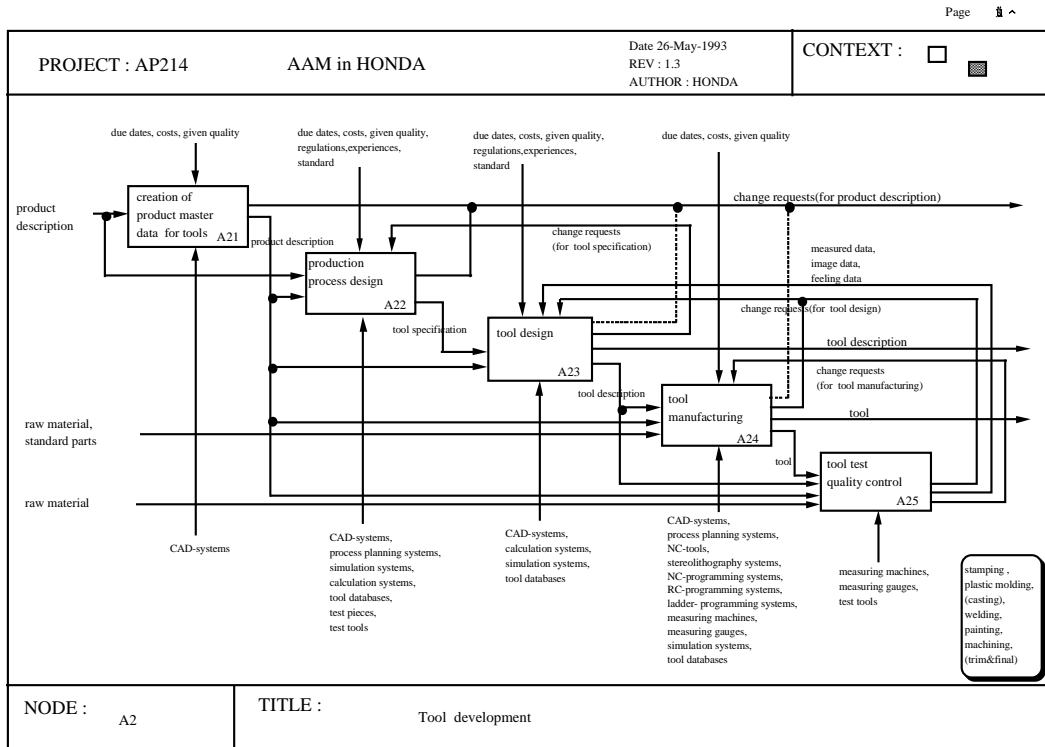 Page
PROJECT : AP214
AAM in HONDA
Date 26-May-1993
REV : 1.3
AUTHOR : HONDA
CONTEXT :
due dates, costs, given quality
due dates, costs, given quality,
regulations,experiences,
standard
due dates, costs, given quality,
regulations,experiences,
standard
due dates, costs, given quality
product
description
creation of
product master
data for tools
A21
change requests(for product description)
product description
production
process design
A22
change requests
(for tool specification)
measured data,
image data,
feeling data
tool specification
tool design
A23
change requests(for tool design)
tool description
change requests
(for tool manufacturing)
tool description
tool
manufacturing
A24
tool
raw material,
standard parts
tool
tool test
quality control
A25
raw material
CAD-systems
CAD-systems,
process planning systems,
simulation systems,
calculation systems,
tool databases,
test pieces,
test tools
CAD-systems,
calculation systems,
simulation systems,
tool databases
CAD-systems,
process planning systems,
NC-tools,
stereolithography systems,
NC-programming systems,
RC-programming systems,
ladder- programming systems,
measuring machines,
measuring gauges,
simulation systems,
tool databases
measuring machines,
measuring gauges,
test tools
stamping ,
plastic molding,
(casting),
welding,
painting,
machining,
(trim&final)
NODE :
A2
TITLE :
Tool development